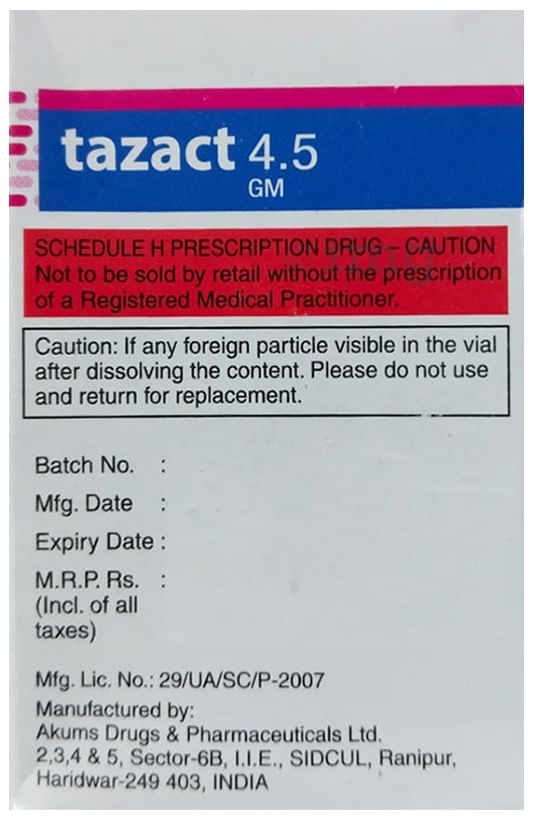 tazact 4.5
GM
SCHEDULE H PRESCRIPTION DRUG – CAUTION
Not to be sold by retail without the prescription
of a Registered Medical Practitioner.
Caution: If any foreign particle visible in the vial
after dissolving the content. Please do not use
and return for replacement.
Batch No. :
Mfg. Date :
Expiry Date :
M.R.P. Rs. :
(Incl. of all
taxes)
Mfg. Lic. No.: 29/UA/SC/P-2007
Manufactured by:
Akums Drugs & Pharmaceuticals Ltd.
2,3,4 & 5, Sector-6B, I.I.E., SIDCUL, Ranipur,
Haridwar-249 403, INDIA